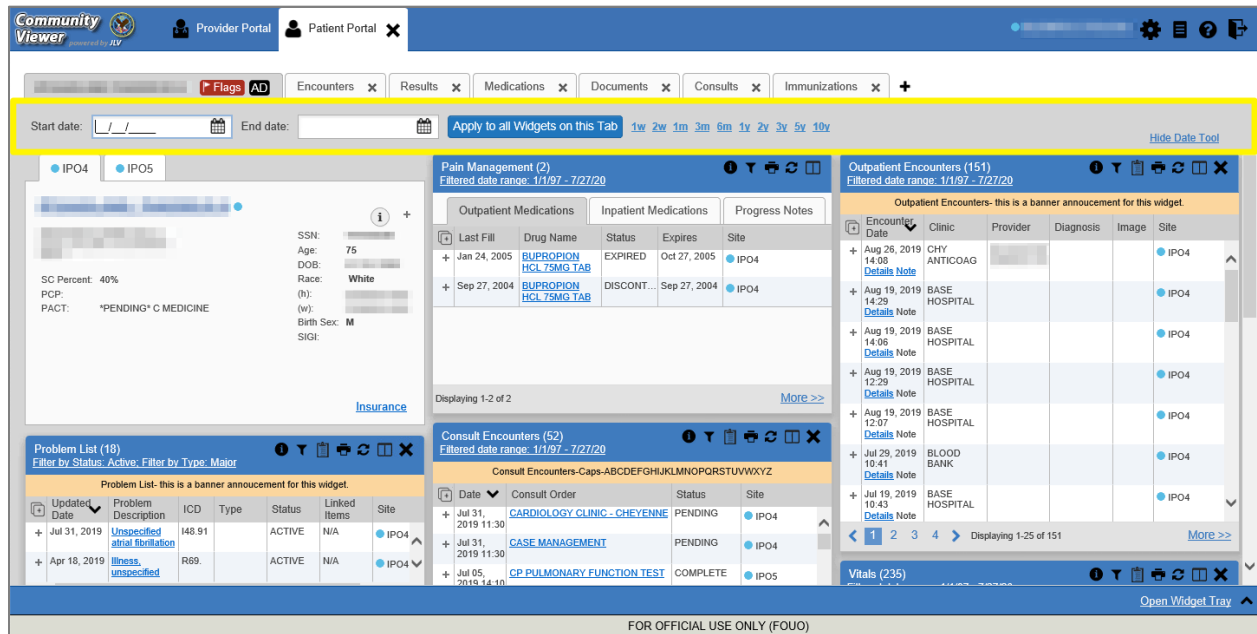 Community
Viewer powered by JLV
Provider Portal
Patient Portal
Flags AD Encounters Results Medications Documents Consults Immunizations
Start date: __/__/____ End date: Apply to all Widgets on this Tab 1w 2w 1m 3m 6m 1y 2y 3y 5y 10y
Hide Date Tool
IPO4 IPO5
SSN:
Age: 75
DOB:
Race: White
(h):
(w):
Birth Sex: M
SIGI:
SC Percent: 40%
PCP:
PACT: *PENDING* C MEDICINE
Insurance
Pain Management (2)
Filtered date range: 1/1/97 - 7/27/20
Outpatient Medications Inpatient Medications Progress Notes
Last Fill Drug Name Status Expires Site
Jan 24, 2005 BUPROPION EXPIRED Oct 27, 2005 IPO4
HCL 75MG TAB
Sep 27, 2004 BUPROPION DISCONT... Sep 27, 2004 IPO4
HCL 75MG TAB
Displaying 1-2 of 2 More >>
Outpatient Encounters (151)
Filtered date range: 1/1/97 - 7/27/20
Outpatient Encounters- this is a banner annoucement for this widget.
Encounter Clinic Provider Diagnosis Image Site
Date
Aug 26, 2019 CHY IPO4
14:08 ANTICOAG
Details Note
Aug 19, 2019 BASE IPO4
14:29 HOSPITAL
Details Note
Aug 19, 2019 BASE IPO4
14:06 HOSPITAL
Details Note
Aug 19, 2019 BASE IPO4
12:29 HOSPITAL
Details Note
Aug 19, 2019 BASE IPO4
12:07 HOSPITAL
Details Note
Jul 29, 2019 BLOOD IPO4
10:41 BANK
Details Note
Jul 19, 2019 BASE IPO4
10:43 HOSPITAL
Details Note
1 2 3 4 Displaying 1-25 of 151 More >>
Problem List (18)
Filter by Status: Active; Filter by Type: Major
Problem List- this is a banner annoucement for this widget.
Updated Problem ICD Type Status Linked Site
Date Description Items
Jul 31, 2019 Unspecified I48.91 ACTIVE N/A IPO4
atrial fibrillation
Apr 18, 2019 Illness, R69. ACTIVE N/A IPO4
unspecified
Consult Encounters (52)
Filtered date range: 1/1/97 - 7/27/20
Consult Encounters-Caps-ABCDEFGHIJKLMNOPQRSTUVWXYZ
Date Consult Order Status Site
Jul 31, CARDIOLOGY CLINIC - CHEYENNE PENDING IPO4
2019 11:30
Jul 31, CASE MANAGEMENT PENDING IPO4
2019 11:30
Jul 05, CP PULMONARY FUNCTION TEST COMPLETE IPO5
2019 14:10
Vitals (235)
Open Widget Tray
FOR OFFICIAL USE ONLY (FOUO)